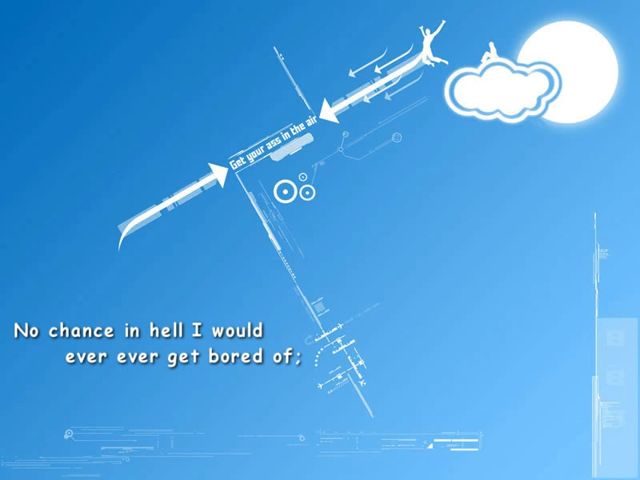 Get your ass in the air
No chance in hell I would
ever ever get bored of;